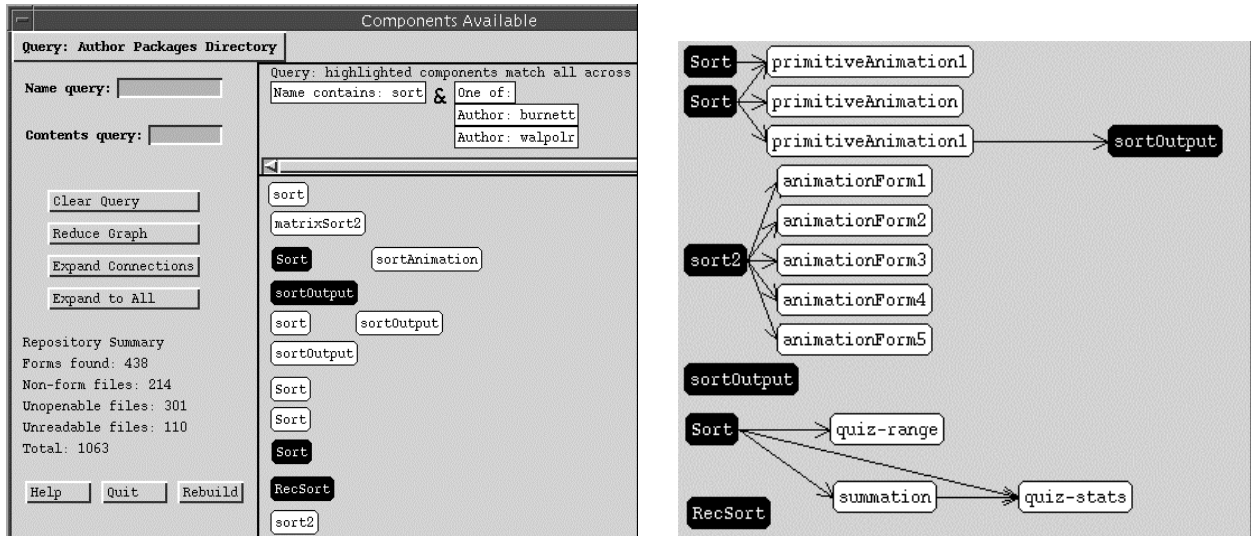 Components Available
Query: Author Packages Directory
Name query:
Contents query:
Query: highlighted components match all across
Name contains: sort & One of:
Author: burnett
Author: walpolr
Clear Query
Reduce Graph
Expand Connections
Expand to All
Repository Summary
Forms found: 438
Non-form files: 214
Unopenable files: 301
Unreadable files: 110
Total: 1063
Help Quit Rebuild
sort
matrixSort2
Sort sortAnimation
sortOutput
sort sortOutput
sortOutput
Sort
Sort
Sort
RecSort
sort2
Sort primitiveAnimation1
Sort primitiveAnimation
primitiveAnimation1 sortOutput
animationForm1
animationForm2
sort2 animationForm3
animationForm4
animationForm5
sortOutput
Sort quiz-range
summation quiz-stats
RecSort